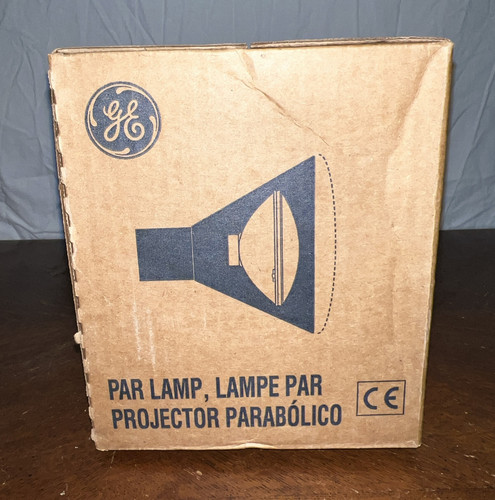 GE
PAR LAMP, LAMPE PAR
PROJECTOR PARABÓLICO
CE